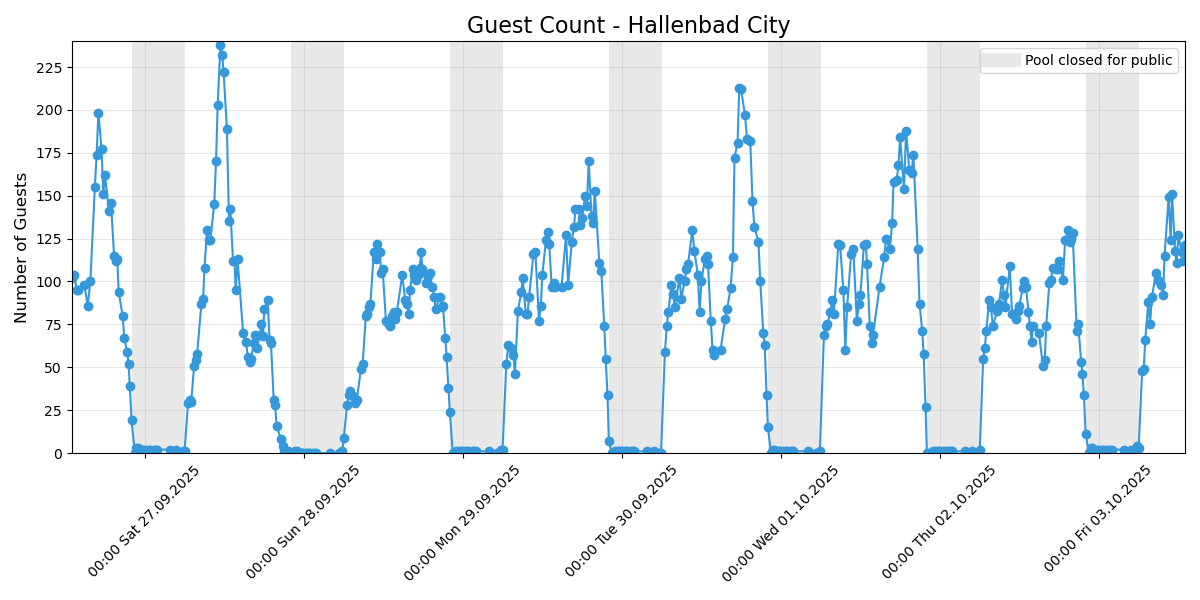 Guest Count - Hallenbad City
Pool closed for public
Number of Guests
225
200
175
150
125
100
75
50
25
0
00:00 Sat 27.09.2025
00:00 Sun 28.09.2025
00:00 Mon 29.09.2025
00:00 Tue 30.09.2025
00:00 Wed 01.10.2025
00:00 Thu 02.10.2025
00:00 Fri 03.10.2025